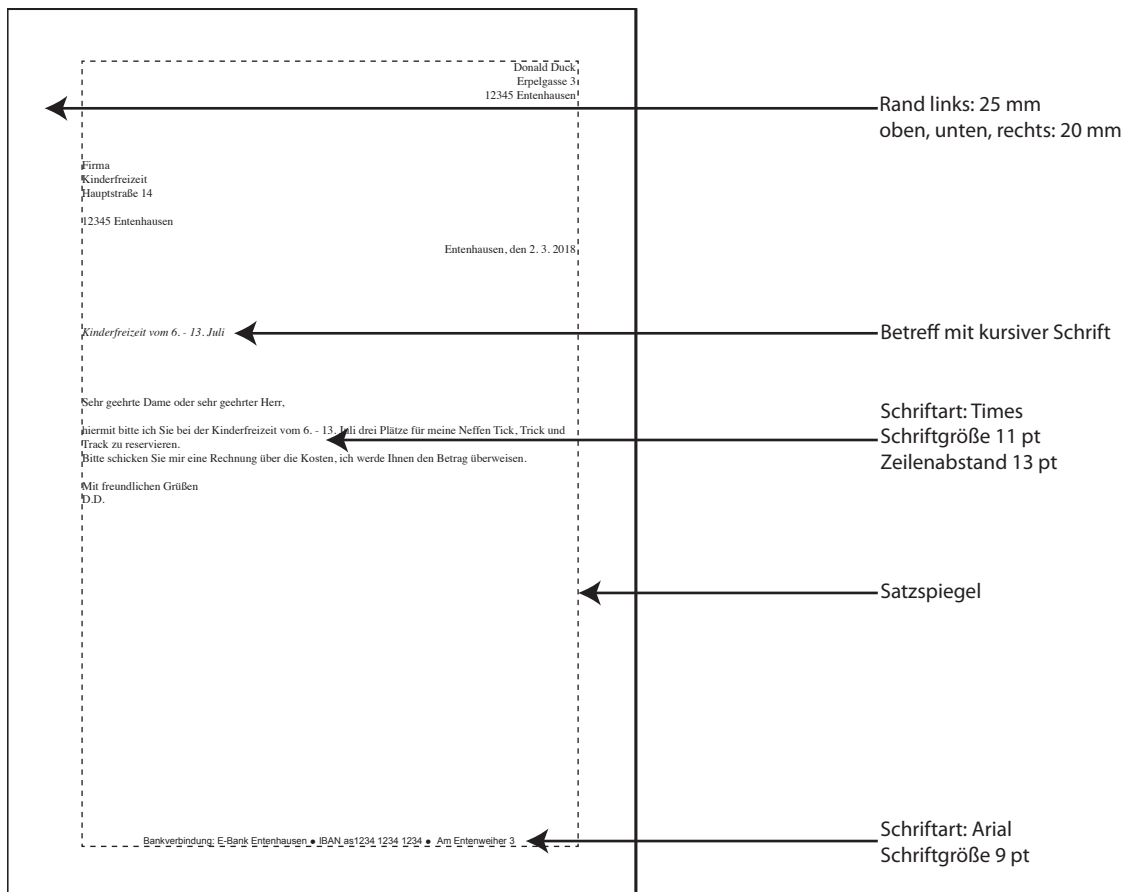 Donald Duck
Erpelgasse 3
12345 Entenhausen
Rand links: 25 mm
oben, unten, rechts: 20 mm
Firma
Kinderfreizeit
Hauptstraße 14
12345 Entenhausen
Entenhausen, den 2. 3. 2018
Kinderfreizeit vom 6. - 13. Juli
Betreff mit kursiver Schrift
Sehr geehrte Dame oder sehr geehrter Herr,
hiermit bitte ich Sie bei der Kinderfreizeit vom 6. - 13. Juli drei Plätze für meine Neffen Tick, Trick und
Track zu reservieren.
Bitte schicken Sie mir eine Rechnung über die Kosten, ich werde Ihnen den Betrag überweisen.
Schriftart: Times
Schriftgröße 11 pt
Zeilenabstand 13 pt
Mit freundlichen Grüßen
D.D.
Satzspiegel
Bankverbindung: E-Bank Entenhausen ● IBAN as1234 1234 1234 ● Am Entenweiher 3
Schriftart: Arial
Schriftgröße 9 pt